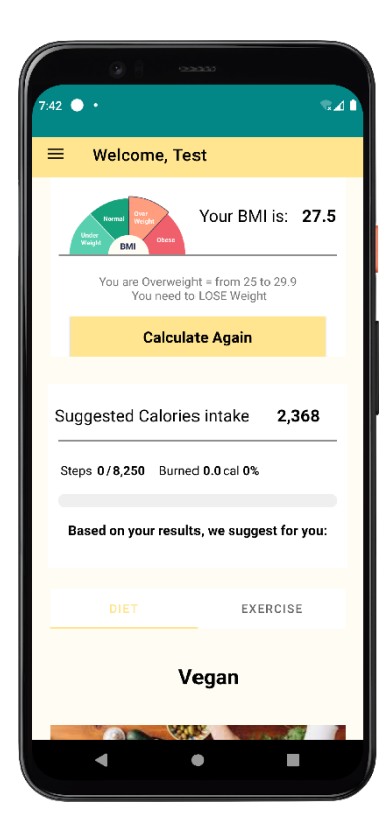 7:42
Welcome, Test
Under Weight
Normal
Over Weight
Obese
BMI
Your BMI is: 27.5
You are Overweight = from 25 to 29.9
You need to LOSE Weight
Calculate Again
Suggested Calories intake 2,368
Steps 0/8,250 Burned 0.0 cal 0%
Based on your results, we suggest for you:
DIET EXERCISE
Vegan